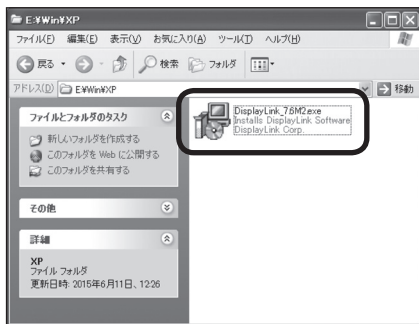 E:¥Win¥XP
ファイル(F) 編集(E) 表示(V) お気に入り(A) ツール(T) ヘルプ(H)
戻る 検索 フォルダ
アドレス(D) E:¥Win¥XP 移動
ファイルとフォルダのタスク
新しいフォルダを作成する
このフォルダを Web に公開する
このフォルダを共有する
その他
詳細
XP
ファイル フォルダ
更新日時: 2015年6月11日、12:26
DisplayLink_7.6M2.exe
Installs DisplayLink Software
DisplayLink Corp.